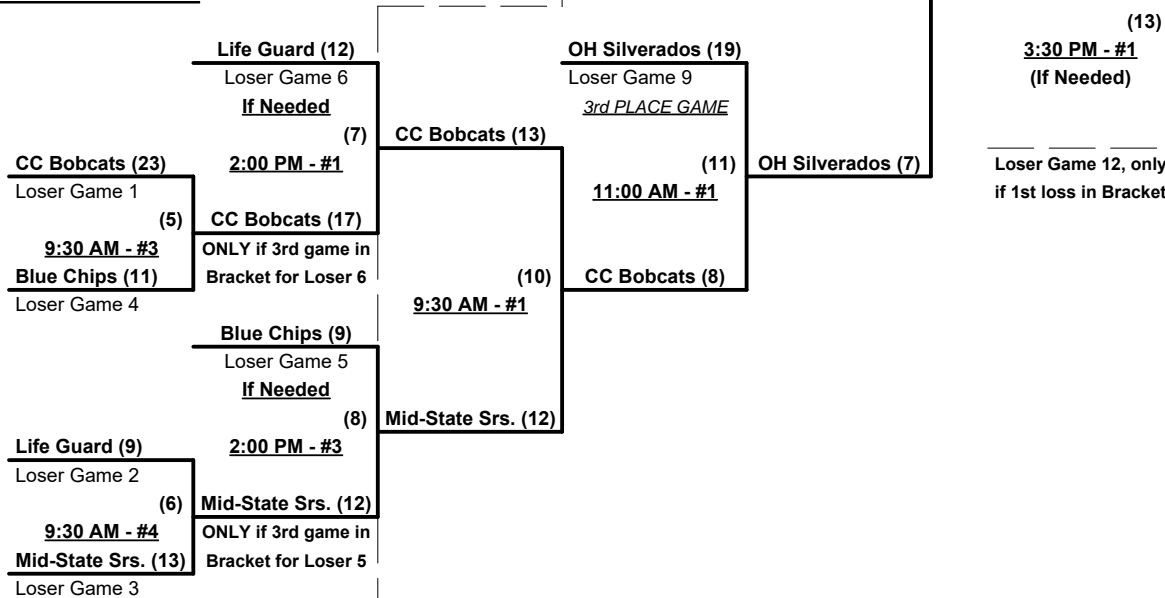 (13)
Life Guard (12)
OH Silverados (19)
3:30 PM - #1
Loser Game 6
Loser Game 9
(If Needed)
If Needed
3rd PLACE GAME
(7)
CC Bobcats (13)
CC Bobcats (23)
2:00 PM - #1
(11)
OH Silverados (7)
Loser Game 12, only
Loser Game 1
11:00 AM - #1
if 1st loss in Bracket
(5)
CC Bobcats (17)
9:30 AM - #3
ONLY if 3rd game in
Blue Chips (11)
Bracket for Loser 6
(10)
CC Bobcats (8)
Loser Game 4
9:30 AM - #1
Blue Chips (9)
Loser Game 5
If Needed
(8)
Mid-State Srs. (12)
Life Guard (9)
2:00 PM - #3
Loser Game 2
(6)
Mid-State Srs. (12)
9:30 AM - #4
ONLY if 3rd game in
Mid-State Srs. (13)
Bracket for Loser 5
Loser Game 3